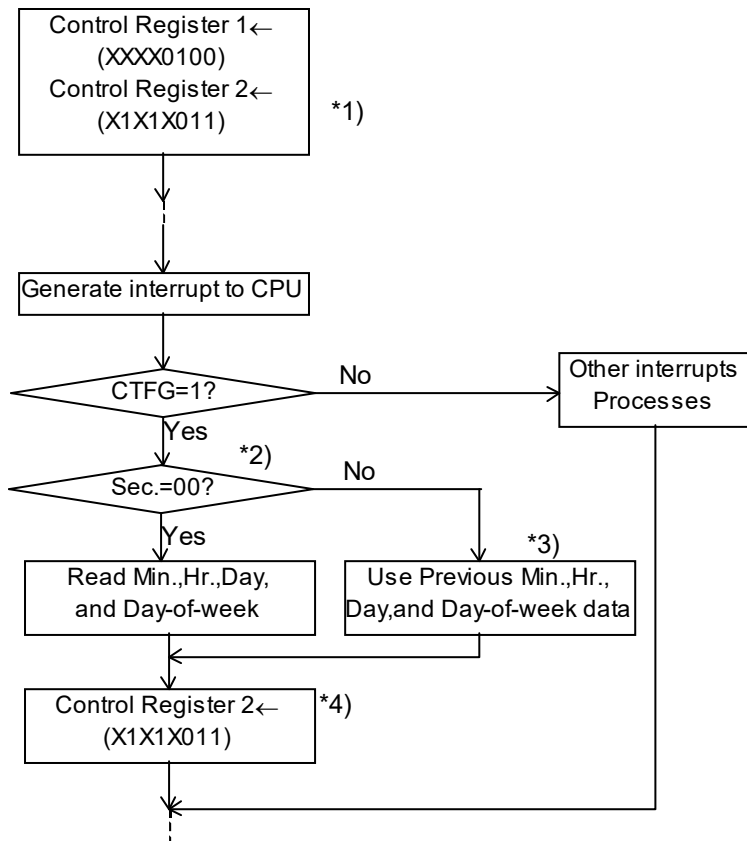 Control Register 1←
(XXXX0100)
Control Register 2←
(X1X1X011)
*1)
Generate interrupt to CPU
CTFG=1?
No
Other interrupts
Processes
Yes
*2)
Sec.=00?
No
Yes
*3)
Read Min.,Hr.,Day,
and Day-of-week
Use Previous Min.,Hr.,
Day,and Day-of-week data
Control Register 2←
(X1X1X011)
*4)